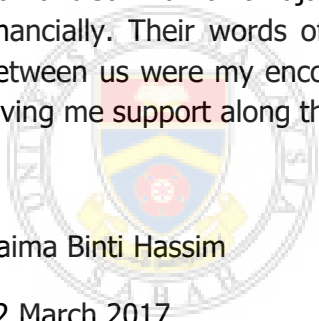 nancially. Their words of
etween us were my enco
ving me support along th
aima Binti Hassim
2 March 2017
SABAH